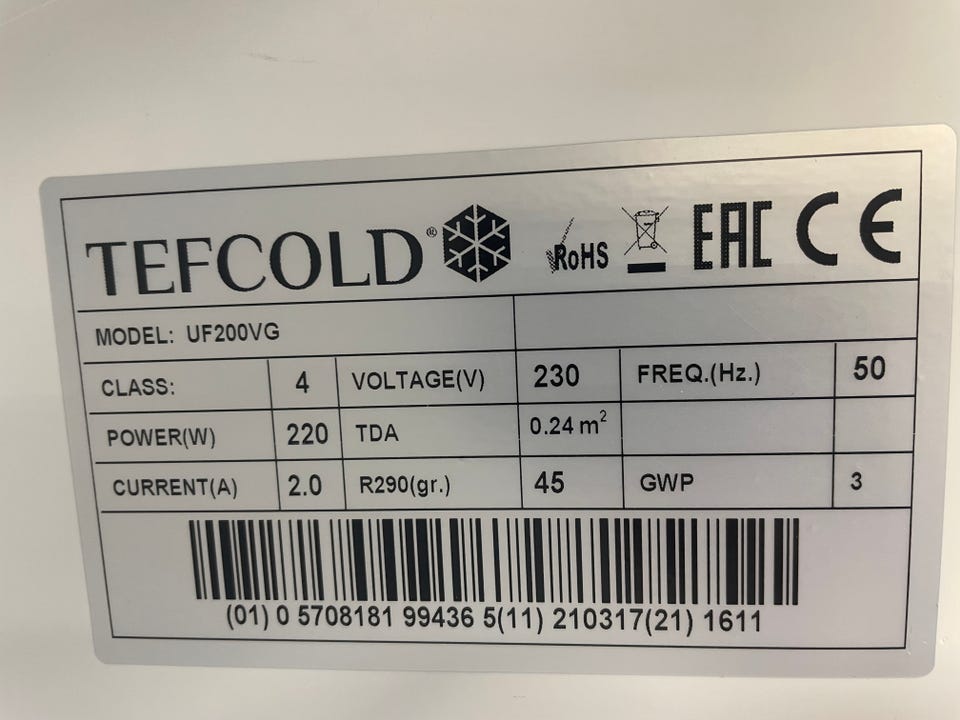 TEFCOLD® RoHS EAC CE
MODEL: UF200VG
CLASS: 4 VOLTAGE(V) 230 FREQ.(Hz.) 50
POWER(W) 220 TDA 0.24 m²
CURRENT(A) 2.0 R290(gr.) 45 GWP 3
(01) 0 5708181 99436 5(11) 210317(21) 1611